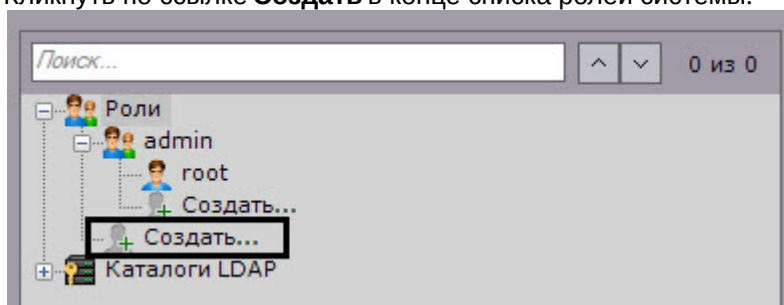 Кликнуть по ссылке Создать в конце списка ролей системы.
Поиск...
0 из 0
Роли
admin
root
Создать...
Создать...
Каталоги LDAP